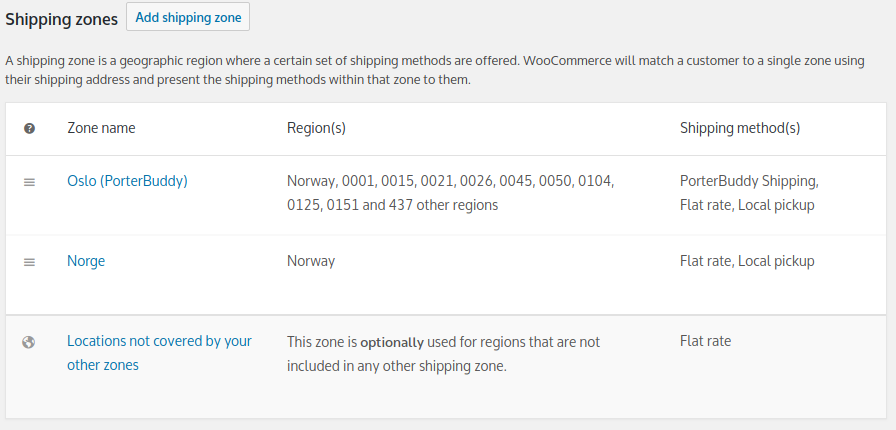 Shipping zones Add shipping zone
A shipping zone is a geographic region where a certain set of shipping methods are offered. WooCommerce will match a customer to a single zone using
their shipping address and present the shipping methods within that zone to them.
Zone name Region(s) Shipping method(s)
Oslo (PorterBuddy) Norway, 0001, 0015, 0021, 0026, 0045, 0050, 0104, PorterBuddy Shipping,
0125, 0151 and 437 other regions Flat rate, Local pickup
Norge Norway Flat rate, Local pickup
Locations not covered by your This zone is optionally used for regions that are not Flat rate
other zones included in any other shipping zone.